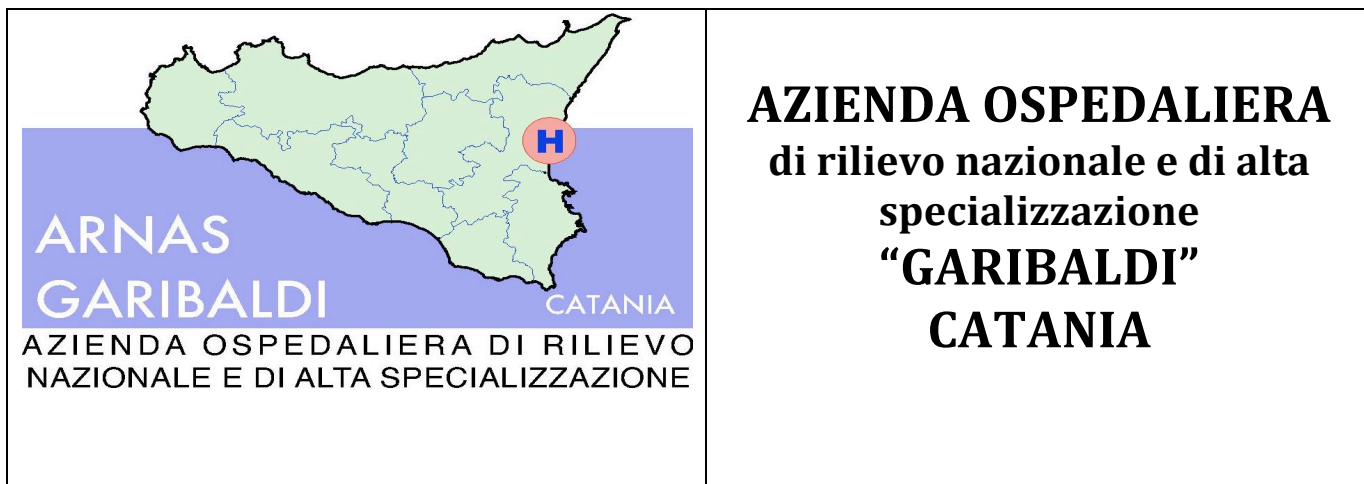 H
ARNAS
GARIBALDI
CATANIA
AZIENDA OSPEDALIERA DI RILIEVO
NAZIONALE E DI ALTA SPECIALIZZAZIONE
AZIENDA OSPEDALIERA
di rilievo nazionale e di alta
specializzazione
“GARIBALDI”
CATANIA